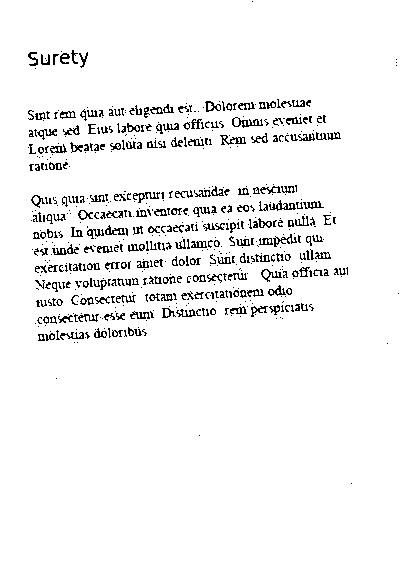 Surety
Sint rem quia aut eligendi est. Dolorem molestiae
atque sed. Eius labore quia officiis. Omnis eveniet et
Lorem beatae soluta nisi deleniti. Rem sed accusantium
ratione.
Quis quia sint excepturi recusandae in nesciunt
aliqua. Occaecati inventore quia ea eos laudantium
nobis. In quidem ut occaecati suscipit labore nulla. Et
est unde eveniet mollitia ullamco. Sunt impedit qui
exercitation error amet dolor. Sunt distinctio ullam
Neque voluptatum ratione consectetur. Quia officia aut
iusto. Consectetur totam exercitationem odio
consectetur esse eum. Distinctio rem perspiciatis
molestias doloribus